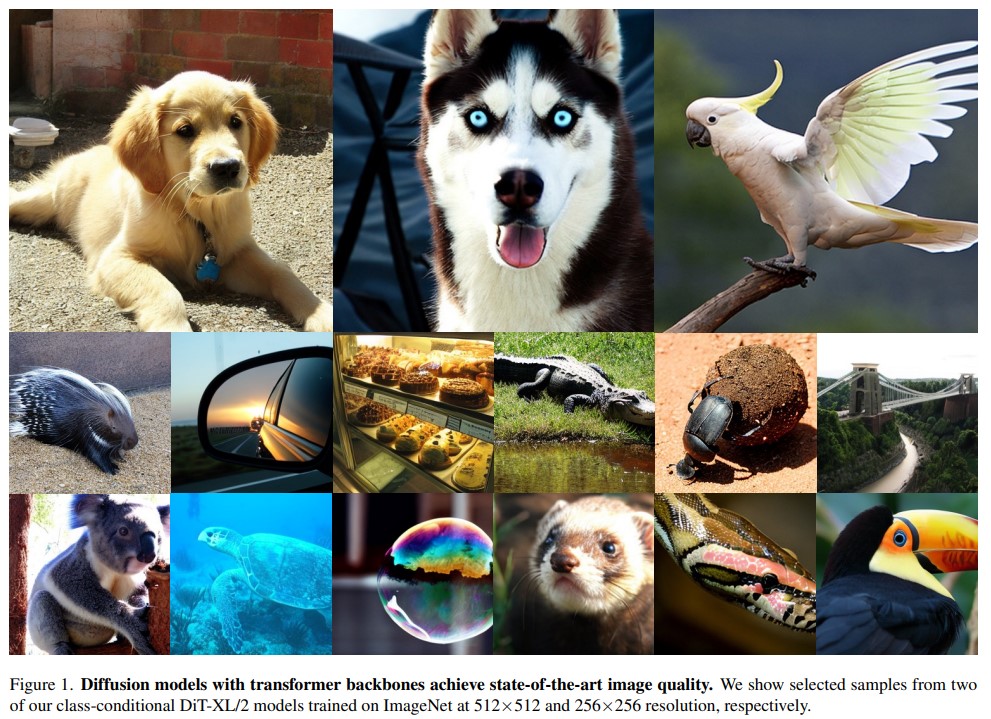 Figure 1. Diffusion models with transformer backbones achieve state-of-the-art image quality. We show selected samples from two
of our class-conditional DiT-XL/2 models trained on ImageNet at 512×512 and 256×256 resolution, respectively.